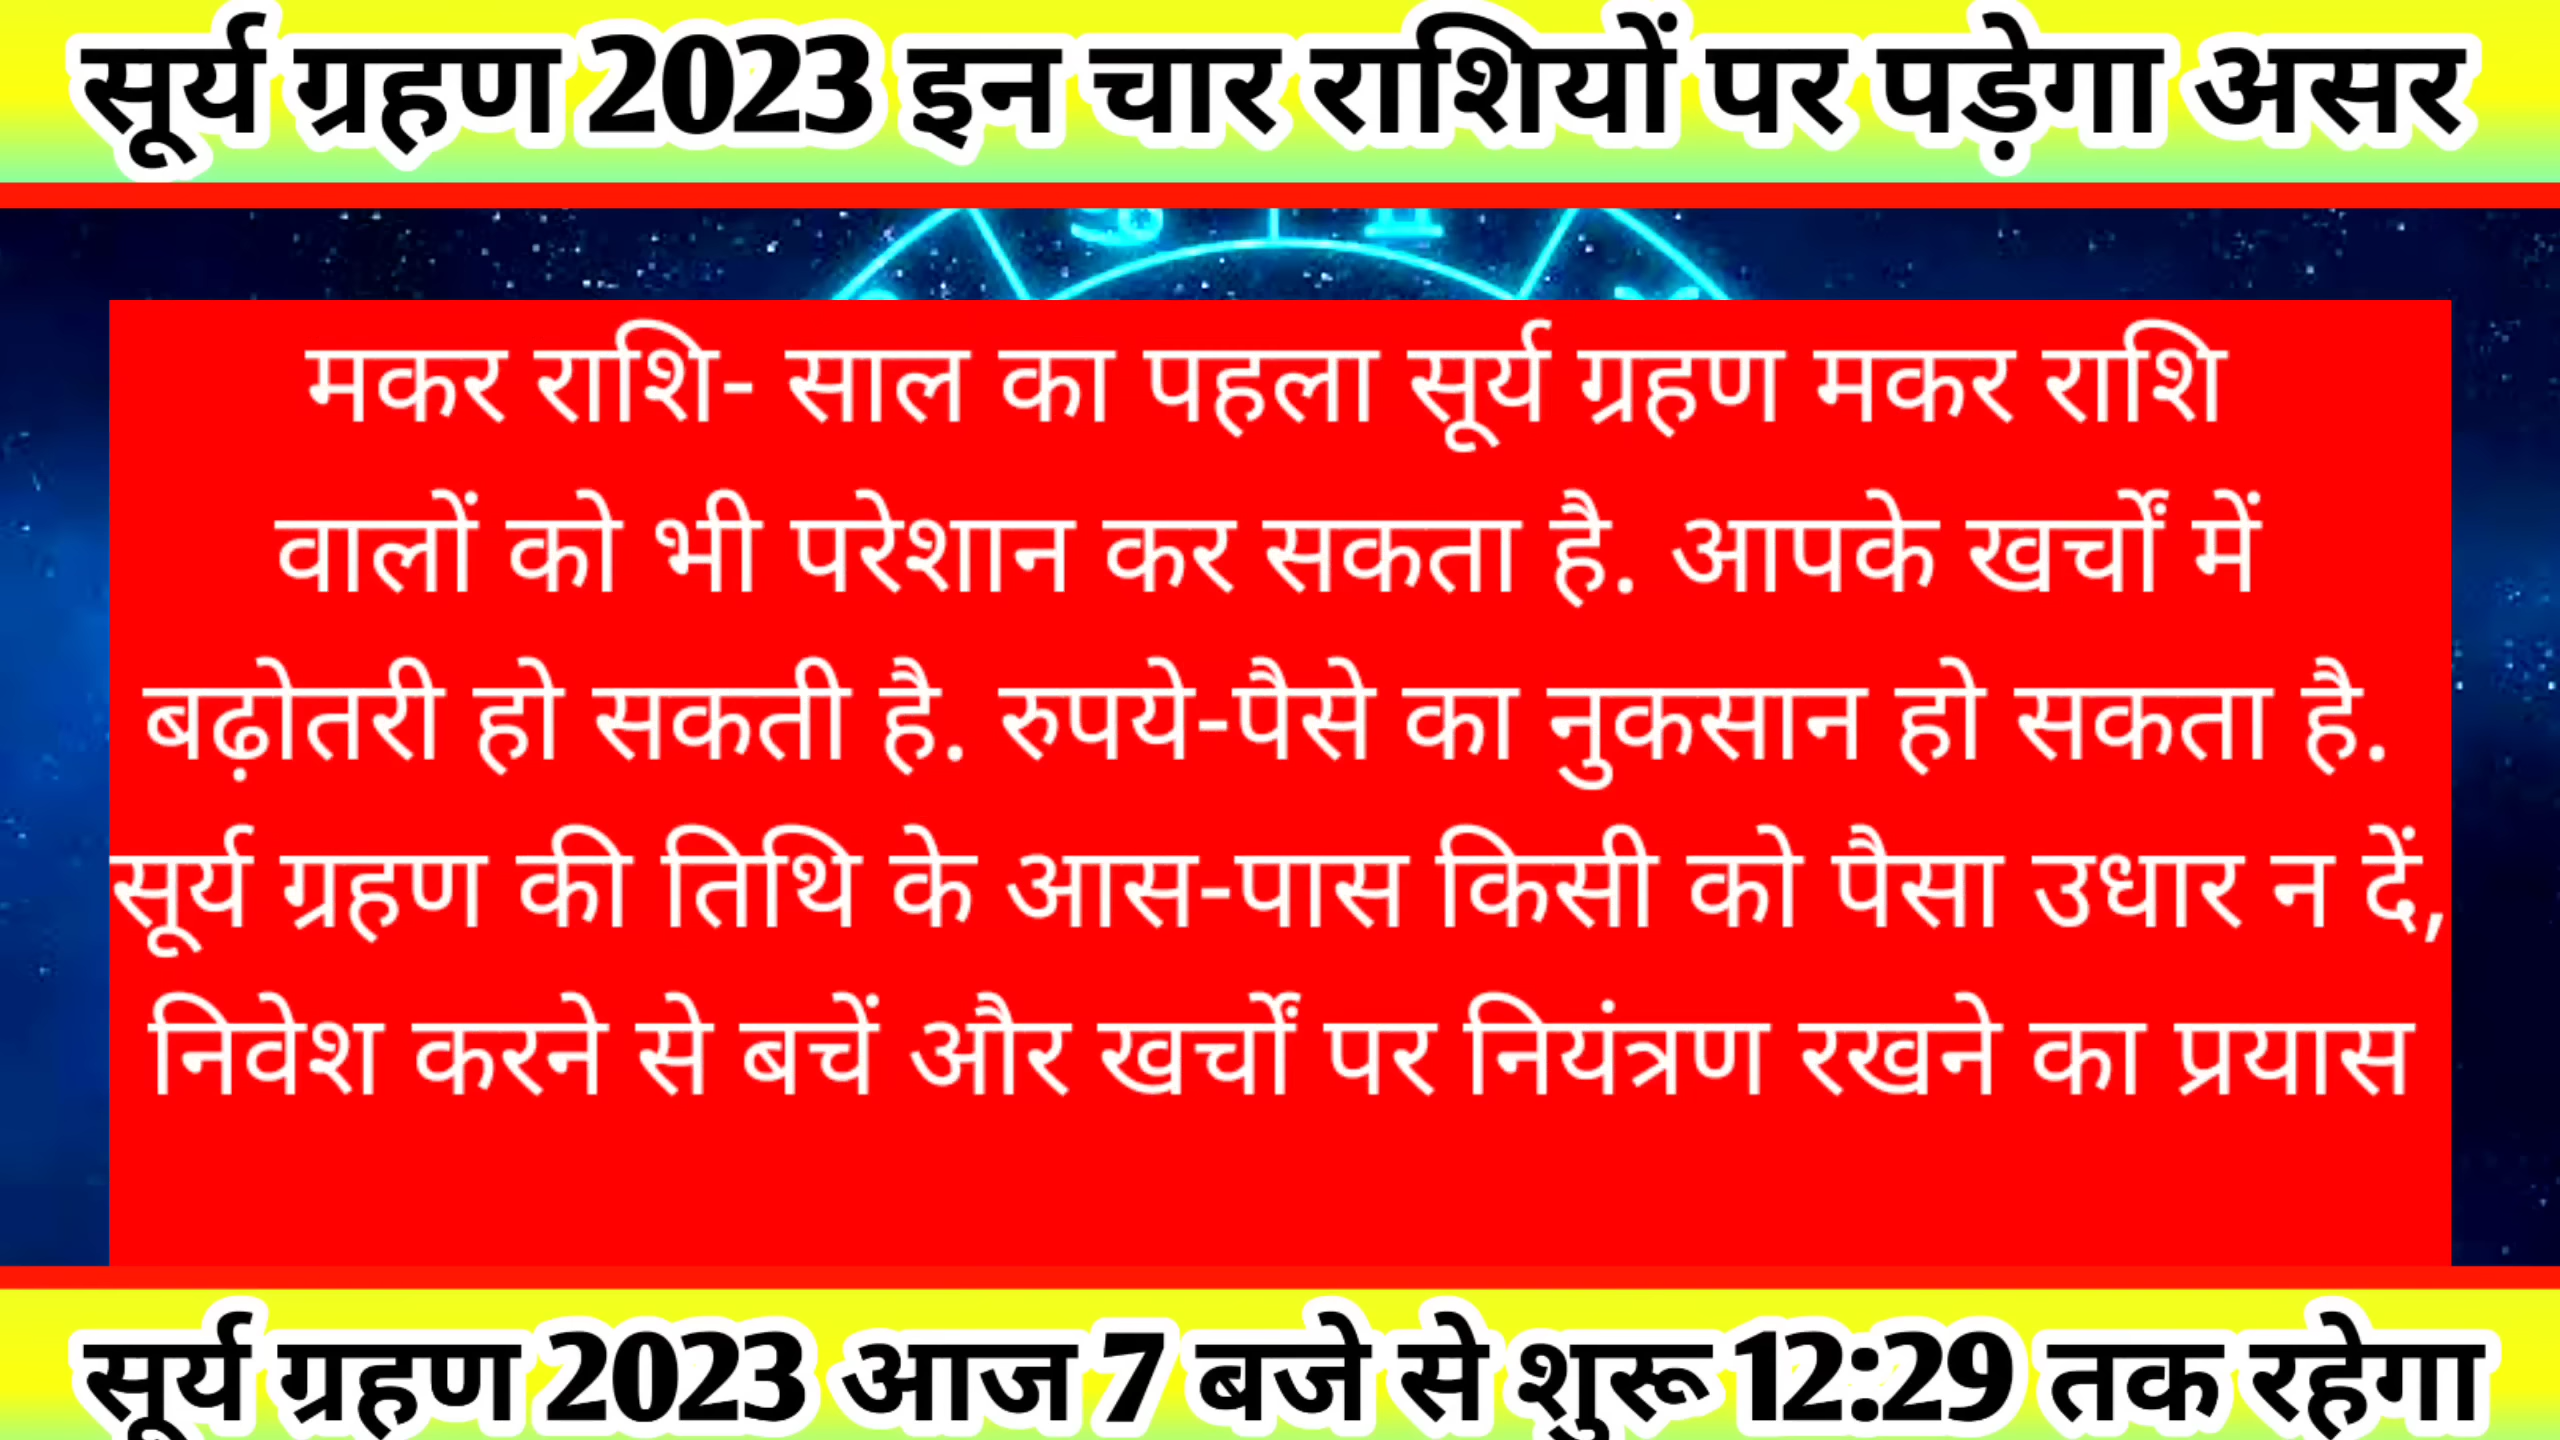 सूर्य ग्रहण 2023 इन चार राशियों पर पड़ेगा असर
मकर राशि- साल का पहला सूर्य ग्रहण मकर राशि
वालों को भी परेशान कर सकता है. आपके खर्चों में
बढ़ोतरी हो सकती है. रुपये-पैसे का नुकसान हो सकता है.
सूर्य ग्रहण की तिथि के आस-पास किसी को पैसा उधार न दें,
निवेश करने से बचें और खर्चों पर नियंत्रण रखने का प्रयास
सूर्य ग्रहण 2023 आज 7 बजे से शुरू 12:29 तक रहेगा